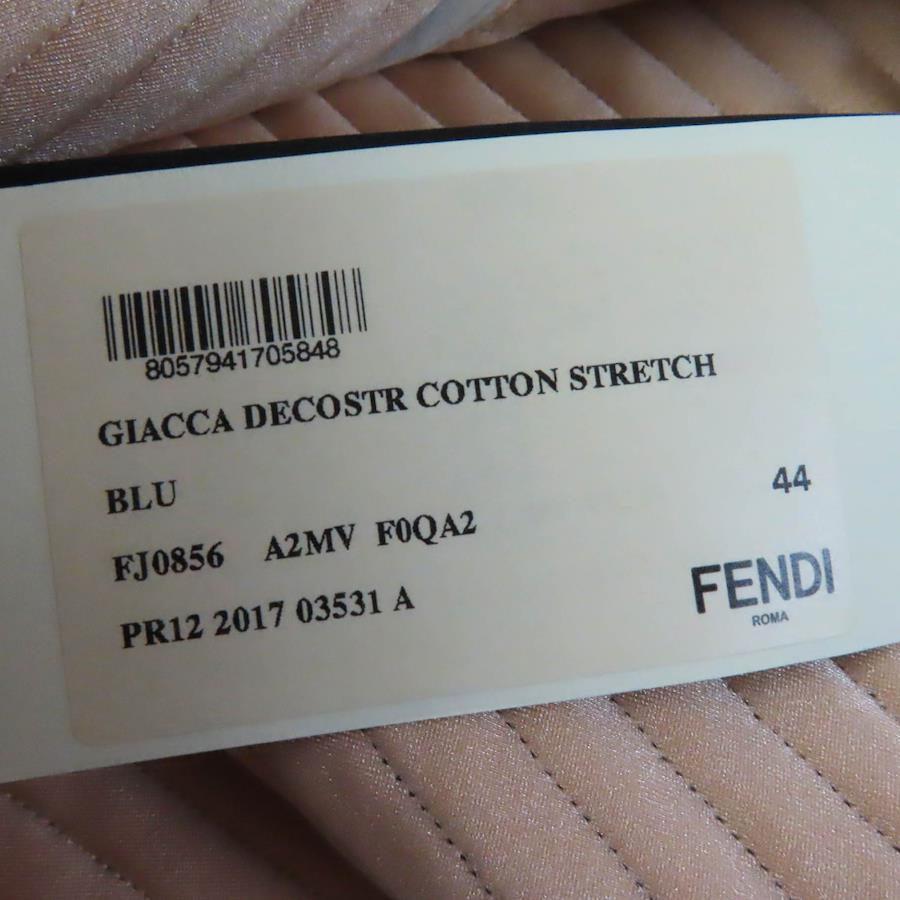 8057941705848
GIACCA DECOSTR COTTON STRETCH
BLU
44
FJ0856 A2MV F0QA2
PR12 2017 03531 A
FENDI
ROMA